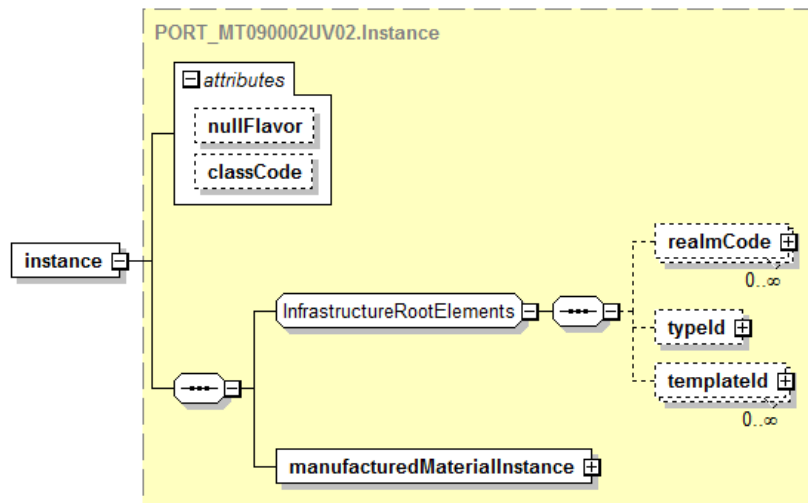 PORT_MT090002UV02.Instance
attributes
nullFlavor
classCode
instance
InfrastructureRootElements
realmCode
0..∞
typeId
templateId
0..∞
manufacturedMaterialInstance